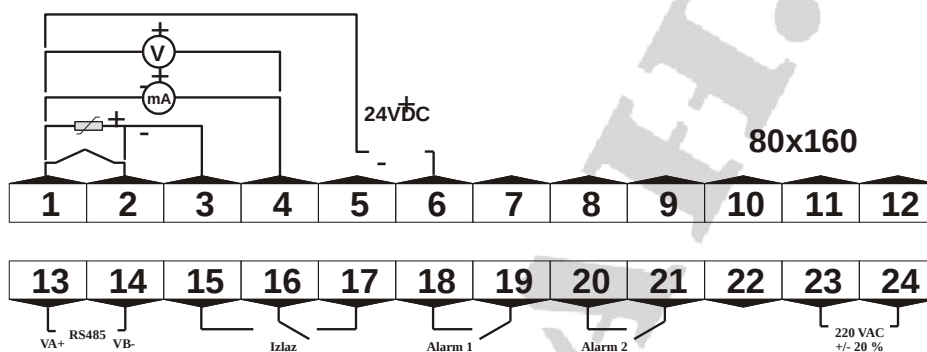 +
V
+
- mA
24VDC +
+
-
-
80x160
1 2 3 4 5 6 7 8 9 10 11 12
13 14 15 16 17 18 19 20 21 22 23 24
VA+ RS485 VB- Izlaz Alarm 1 Alarm 2 220 VAC
+/- 20 %